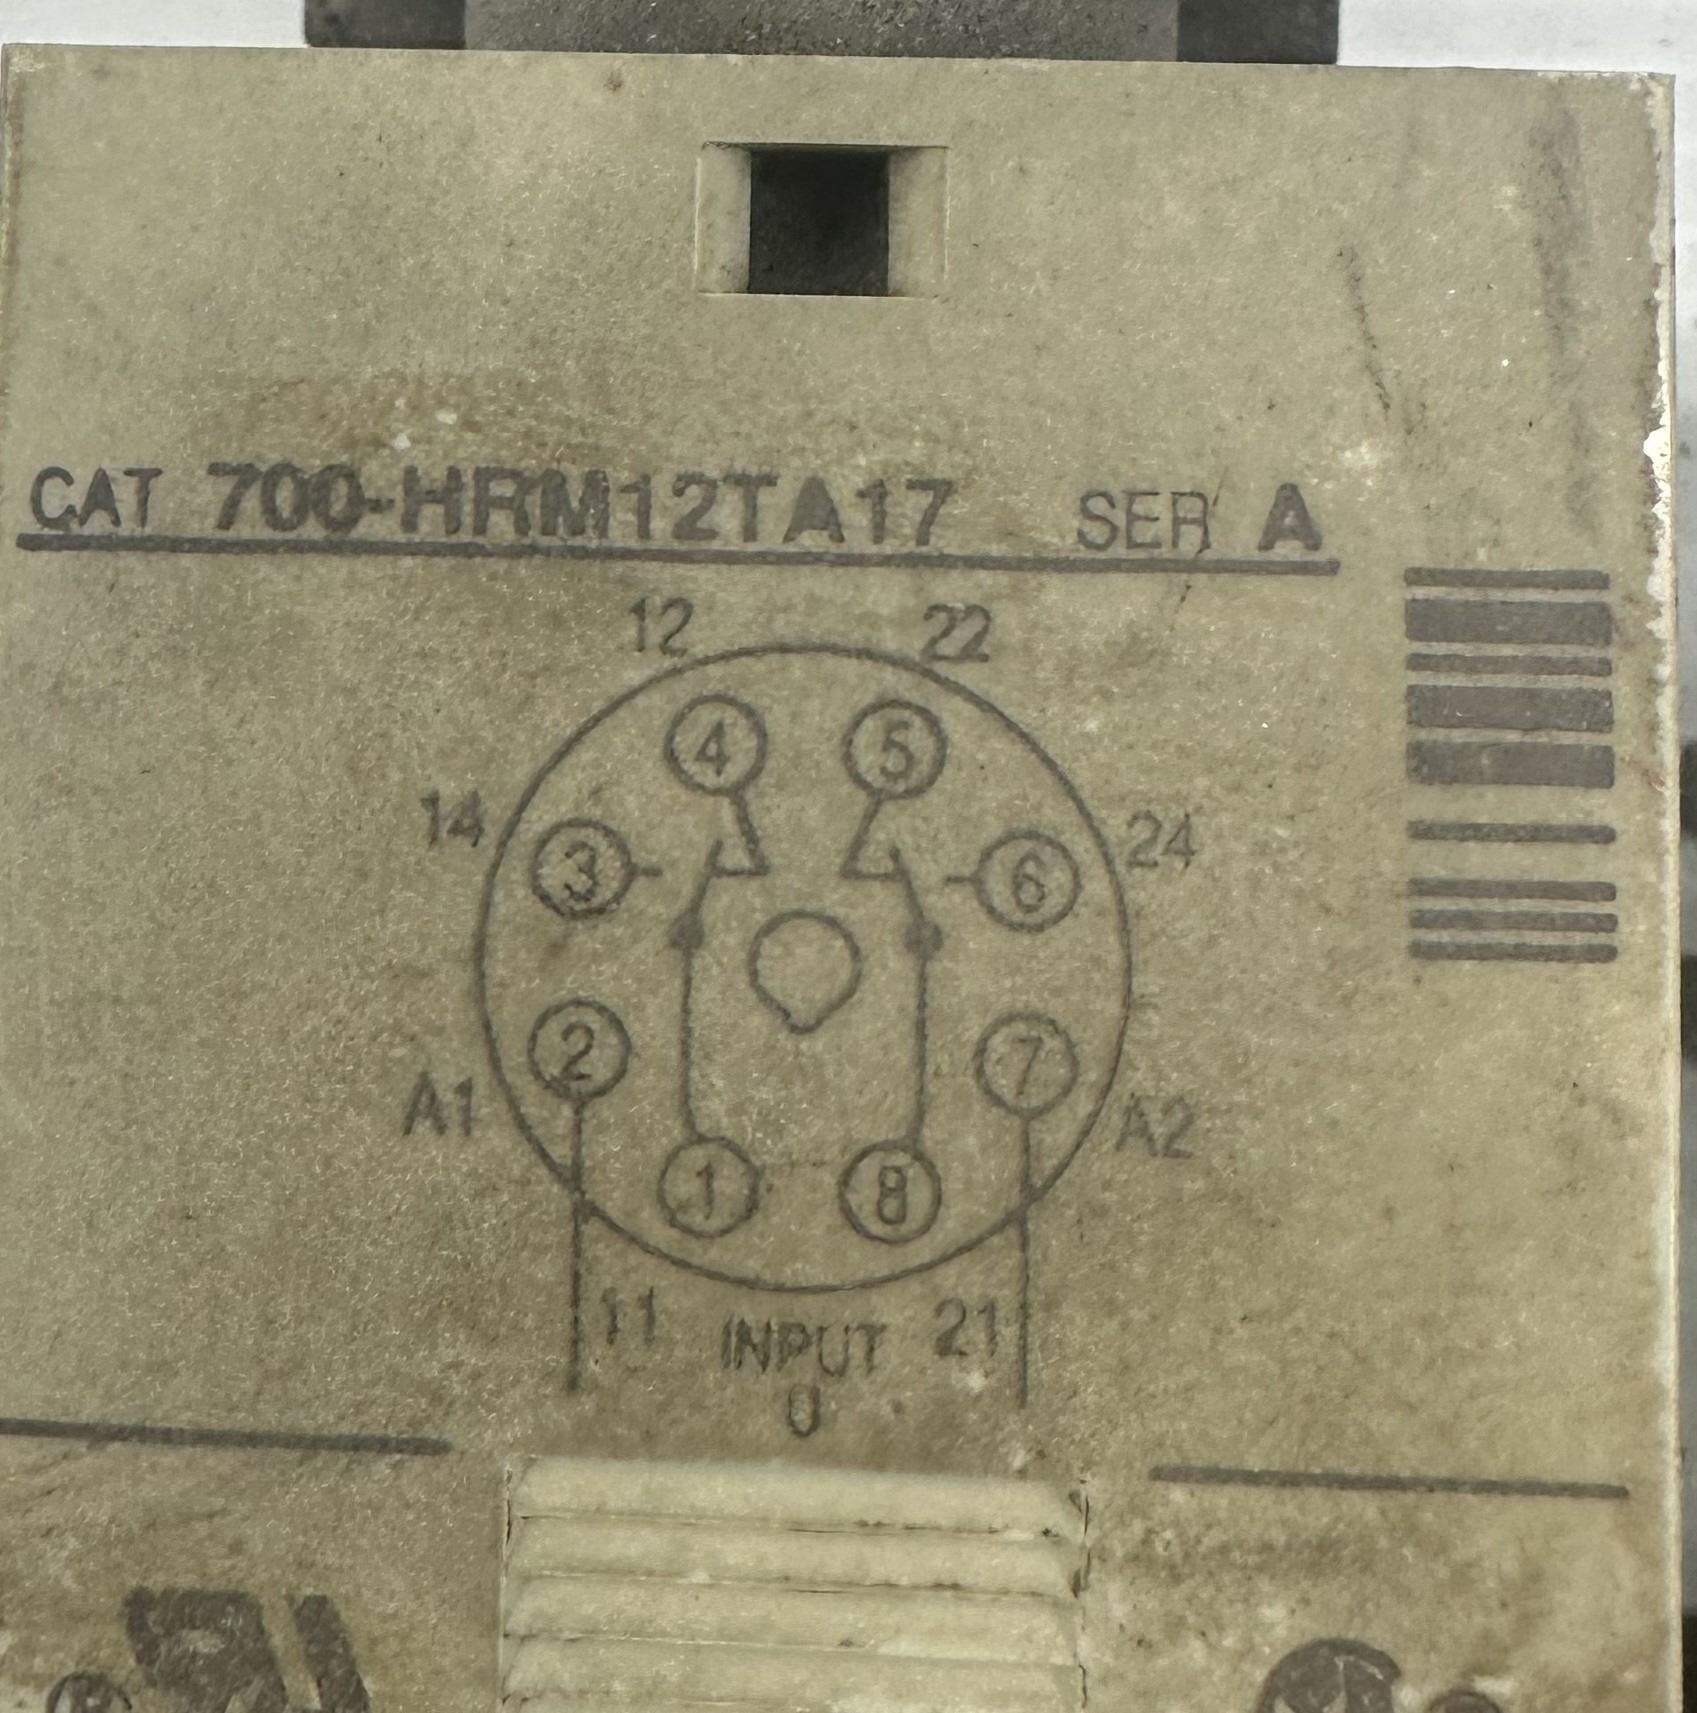 CAT 700-HRM12TA17 SER A
12 22
4 5
14 24
3 6
2 7
A1 A2
1 8
11 INPUT 21
U
R